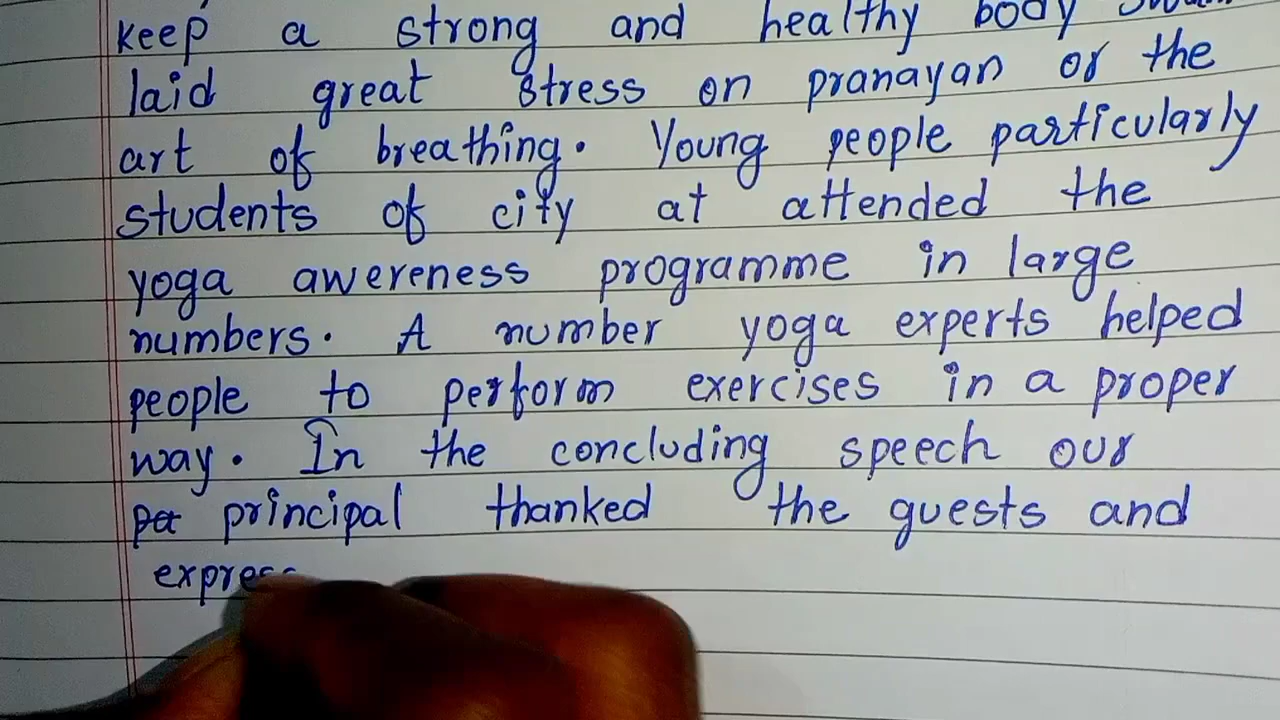 keep a strong and healthy body
laid great stress on pranayan or the
art of breathing. Young people particularly
students of city at attended the
yoga awereness programme in large
numbers. A number yoga experts helped
people to perform exercises in a proper
way. In the concluding speech our
principal thanked the guests and
express